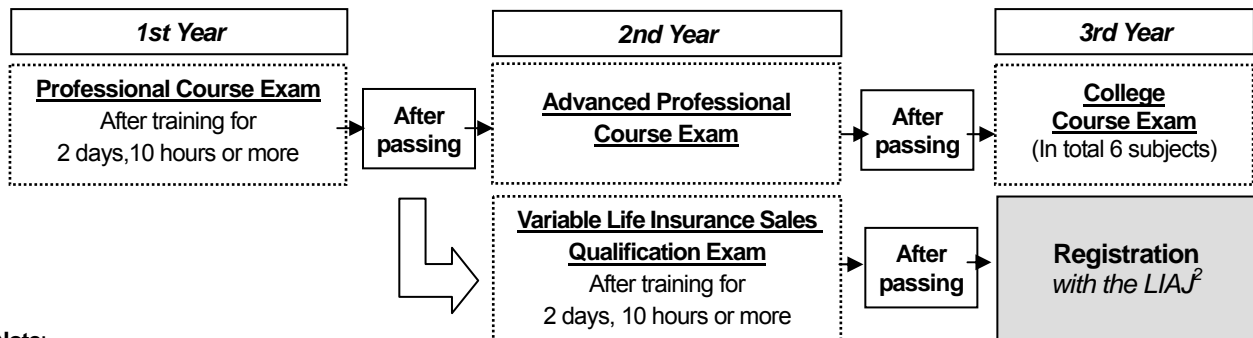 1st Year
2nd Year
3rd Year
Professional Course Exam
After training for
2 days,10 hours or more
After
passing
Advanced Professional
Course Exam
After
passing
College
Course Exam
(In total 6 subjects)
Variable Life Insurance Sales
Qualification Exam
After training for
2 days, 10 hours or more
After
passing
Registration
with the LIAJ²